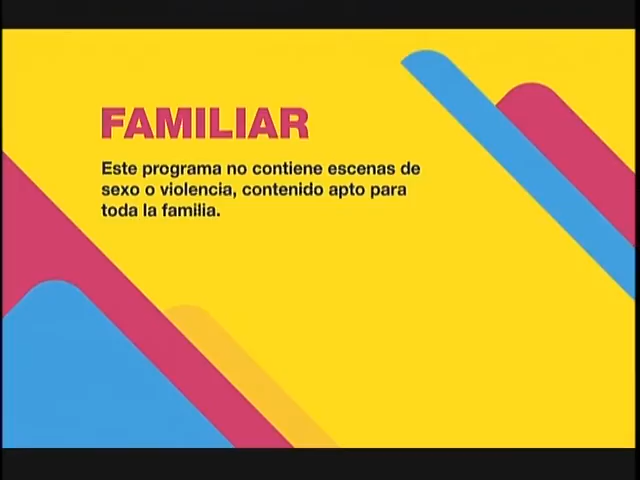 FAMILIAR
Este programa no contiene escenas de
sexo o violencia, contenido apto para
toda la familia.